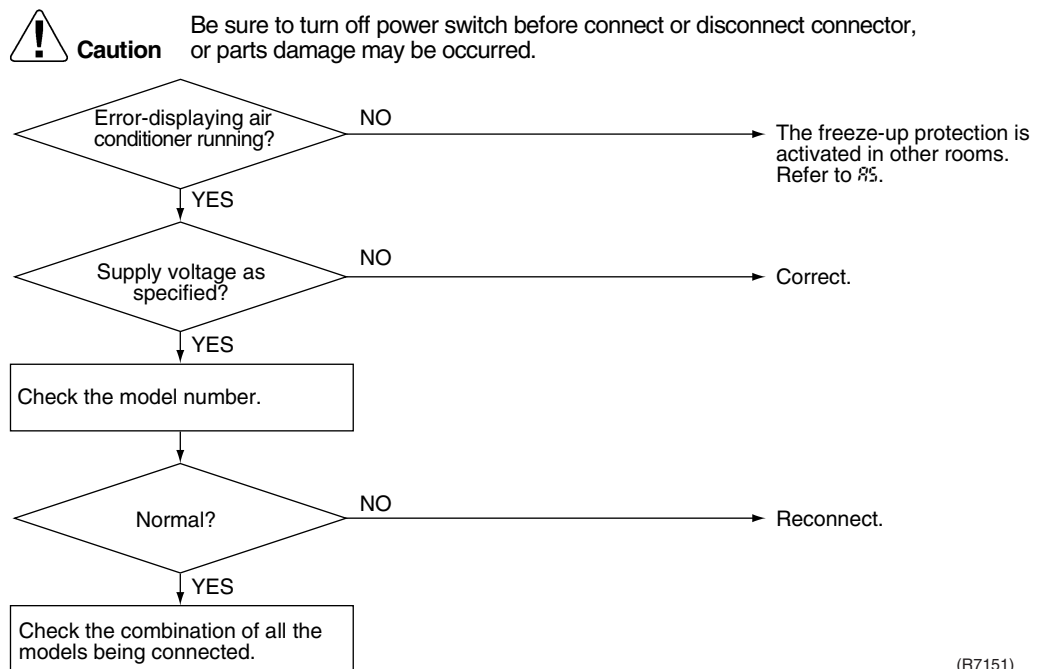 Be sure to turn off power switch before connect or disconnect connector,
Caution or parts damage may be occurred.
Error-displaying air
conditioner running?
NO
The freeze-up protection is
activated in other rooms.
Refer to A5.
YES
Supply voltage as
specified?
NO
Correct.
YES
Check the model number.
Normal?
NO
Reconnect.
YES
Check the combination of all the
models being connected.
(R7151)